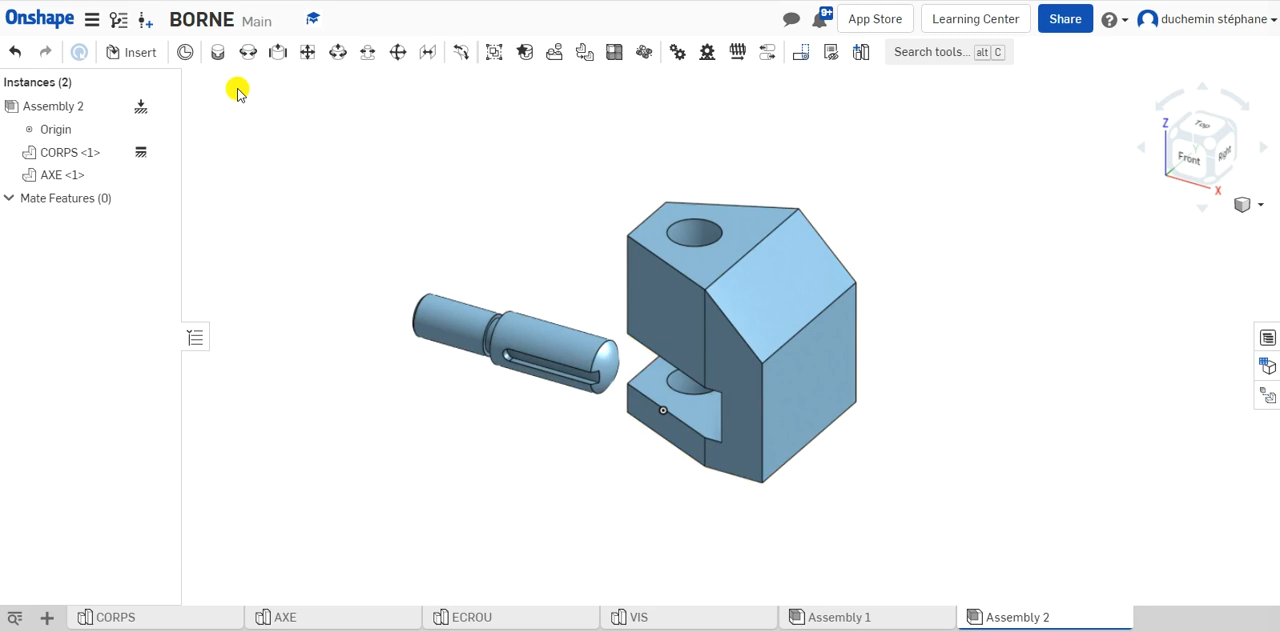 Onshape BORNE Main 9+ App Store Learning Center Share duchemin stéphane
Insert Search tools... alt C
Instances (2)
Assembly 2
Origin
CORPS <1>
AXE <1>
Mate Features (0)
Top
Z
Y
Front Right
X
CORPS AXE ECROU VIS Assembly 1 Assembly 2